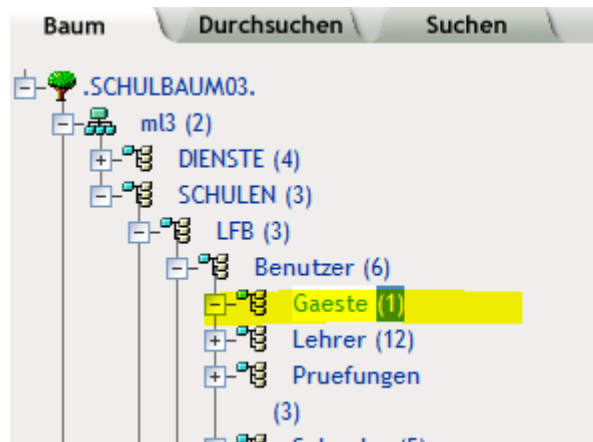 Baum Durchsuchen Suchen
.SCHULBAUM03.
ml3 (2)
DIENSTE (4)
SCHULEN (3)
LFB (3)
Benutzer (6)
Gaeste (1)
Lehrer (12)
Pruefungen
(3)